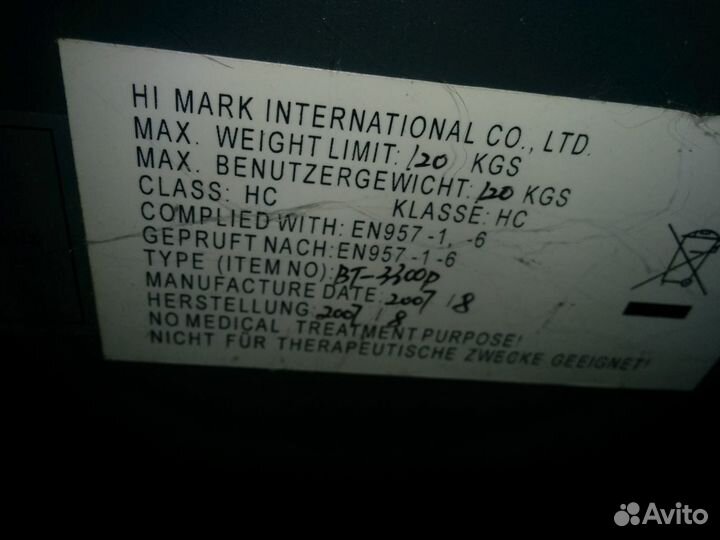 HI MARK INTERNATIONAL CO., LTD.
MAX. WEIGHT LIMIT: 120 KGS
MAX. BENUTZERGEWICHT: 120 KGS
CLASS: HC KLASSE: HC
COMPLIED WITH: EN957-1, -6
GEPRUFT NACH: EN957-1-6
TYPE (ITEM NO): BT-3300P
MANUFACTURE DATE: 2007 / 8
HERSTELLUNG: 2007 / 8
NO MEDICAL TREATMENT PURPOSE!
NICHT FÜR THERAPEUTISCHE ZWECKE GEEIGNET!
Avito